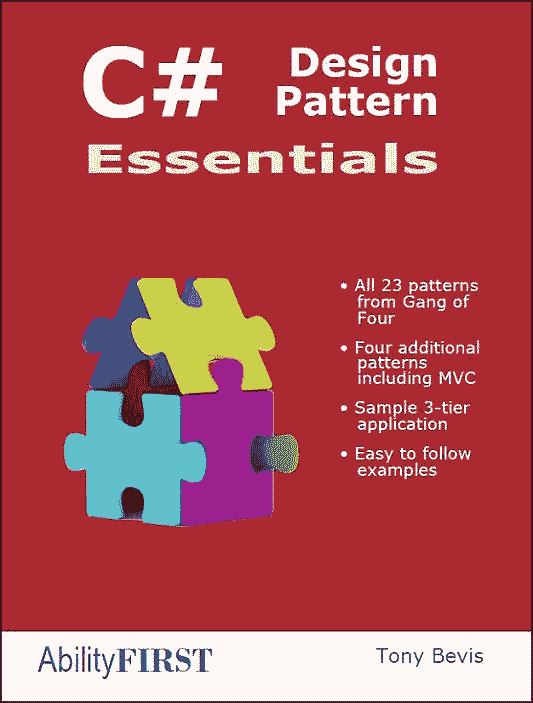 C# Design
Pattern
Essentials
• All 23 patterns
from Gang of
Four
• Four additional
patterns
including MVC
• Sample 3-tier
application
• Easy to follow
examples
AbilityFIRST
Tony Bevis